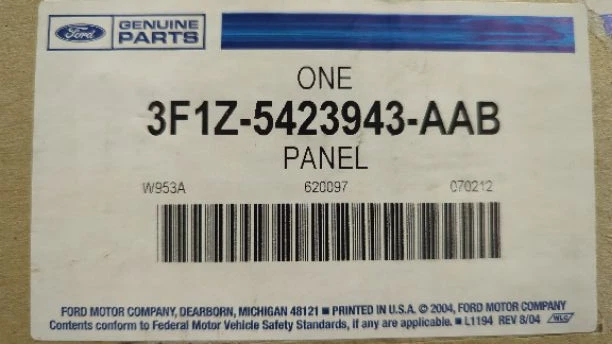 Ford GENUINE PARTS
ONE
3F1Z-5423943-AAB
PANEL
W953A 620097 070212
FORD MOTOR COMPANY, DEARBORN, MICHIGAN 48121 ■ PRINTED IN U.S.A. © 2004, FORD MOTOR COMPANY
Contents conform to Federal Motor Vehicle Safety Standards, if any are applicable. ■ L1194 REV 8/04 WLC